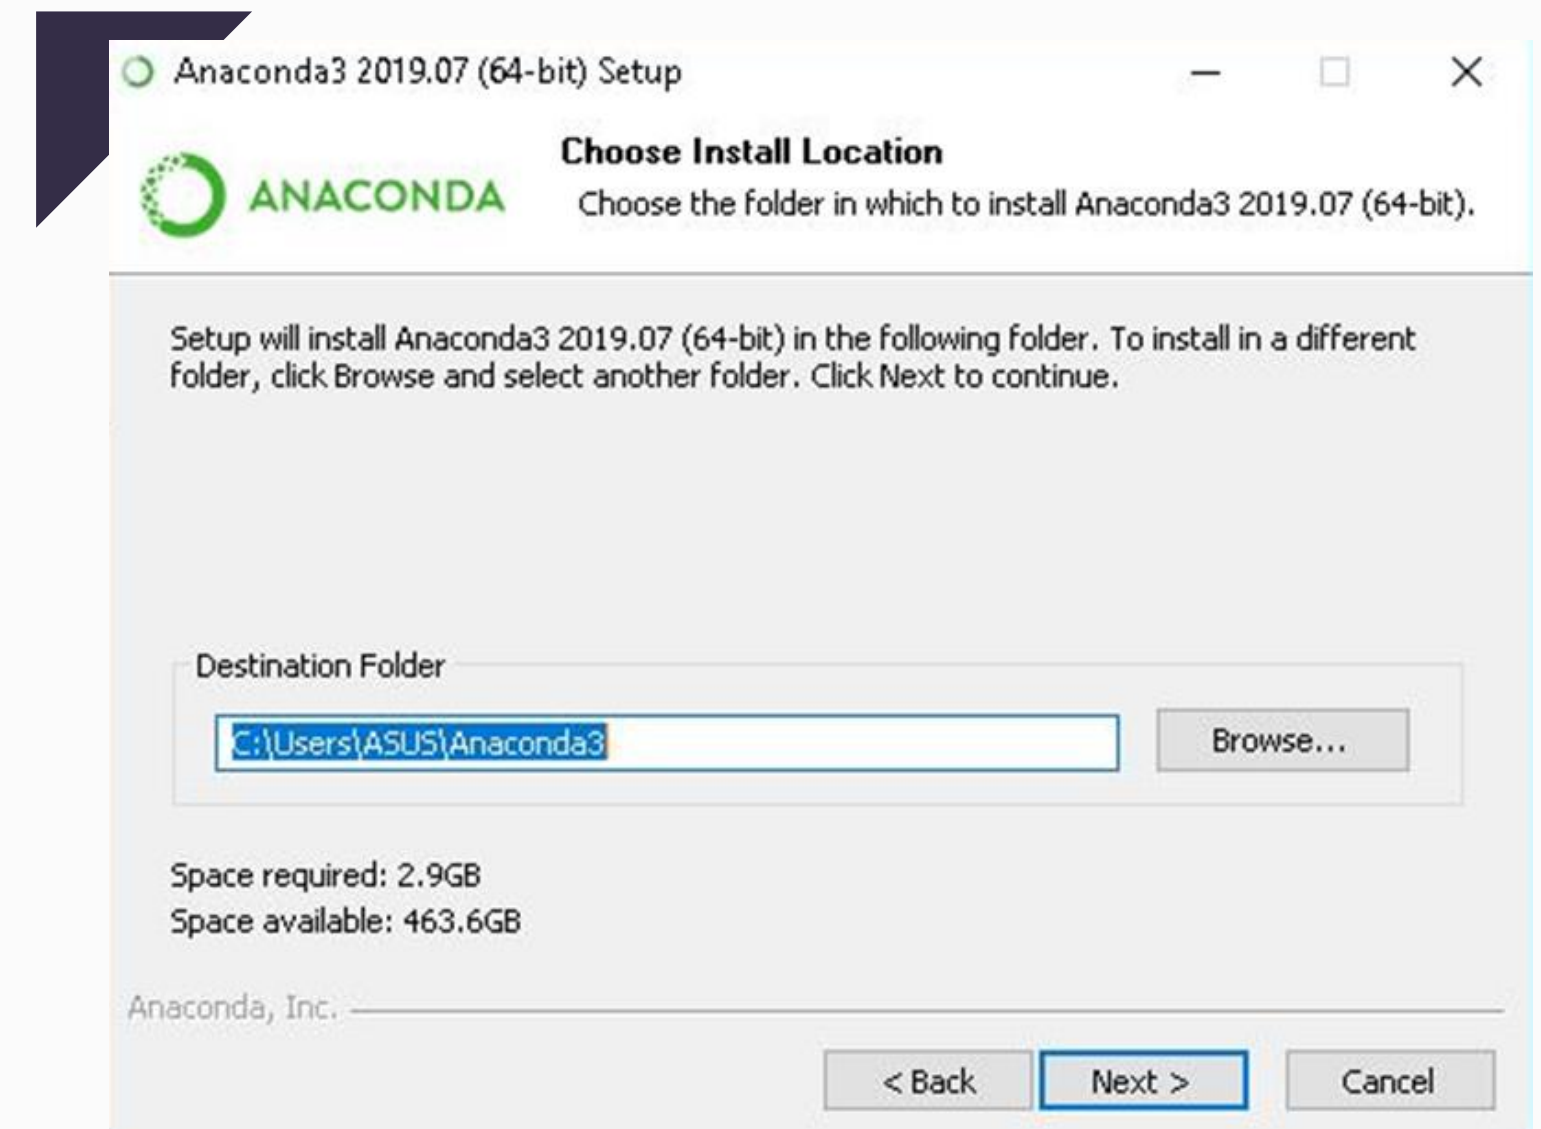 Anaconda3 2019.07 (64-bit) Setup
ANACONDA
Choose Install Location
Choose the folder in which to install Anaconda3 2019.07 (64-bit).
Setup will install Anaconda3 2019.07 (64-bit) in the following folder. To install in a different
folder, click Browse and select another folder. Click Next to continue.
Destination Folder
C:\Users\ASUS\Anaconda3
Browse...
Space required: 2.9GB
Space available: 463.6GB
Anaconda, Inc.
< Back
Next >
Cancel